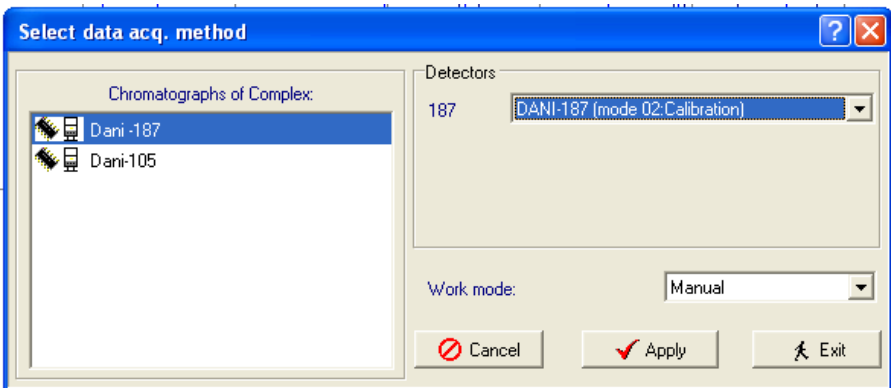 Select data acq. method
Chromatographs of Complex:
Dani -187
Dani-105
Detectors
187
DANI-187 (mode 02:Calibration)
Work mode:
Manual
Cancel
Apply
Exit